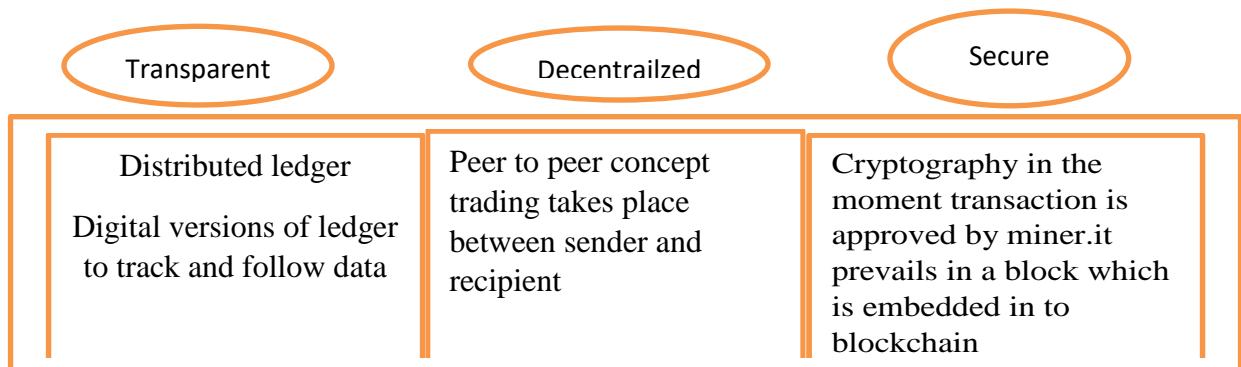 Transparent
Decentrailzed
Secure
Distributed ledger
Digital versions of ledger
to track and follow data
Peer to peer concept
trading takes place
between sender and
recipient
Cryptography in the
moment transaction is
approved by miner.it
prevails in a block which
is embedded in to
blockchain